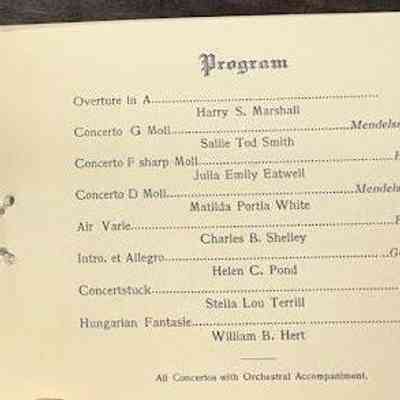 Program
Overture in A
Harry S. Marshall
Concerto G Moll Mendels
Sallie Tod Smith
Concerto F sharp Moll
Julia Emily Eatwell
Concerto D Moll Mendels
Matilda Portia White
Air Varie
Charles B. Shelley
Intro. et Allegro
Helen C. Pond
Concertstuck
Stella Lou Terrill
Hungarian Fantasie
William B. Hert
All Concertos with Orchestral Accompaniment.